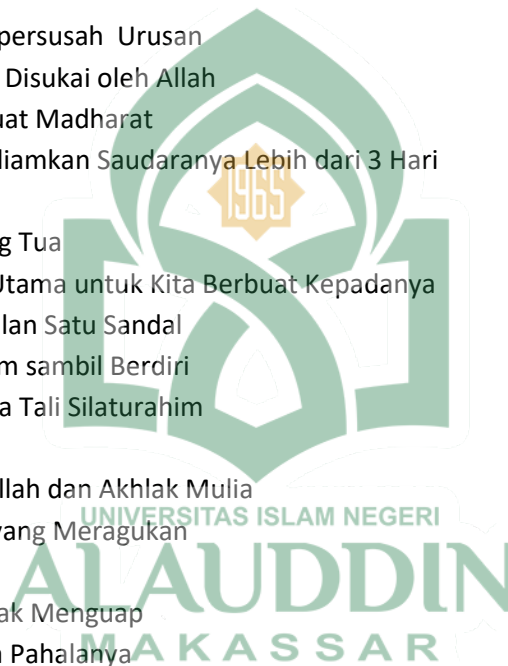 persusah Urusan
Disukai oleh Allah
uat Madharat
liamkan Saudaranya Lebih dari 3 Hari
1965
g Tua
Utama untuk Kita Berbuat Kepadanya
lan Satu Sandal
m sambil Berdiri
a Tali Silaturahim
llah dan Akhlak Mulia
UNIVERSITAS ISLAM NEGERI
yang Meragukan
ALAUDDIN
ak Menguap
Pahalanya
MAKASSAR